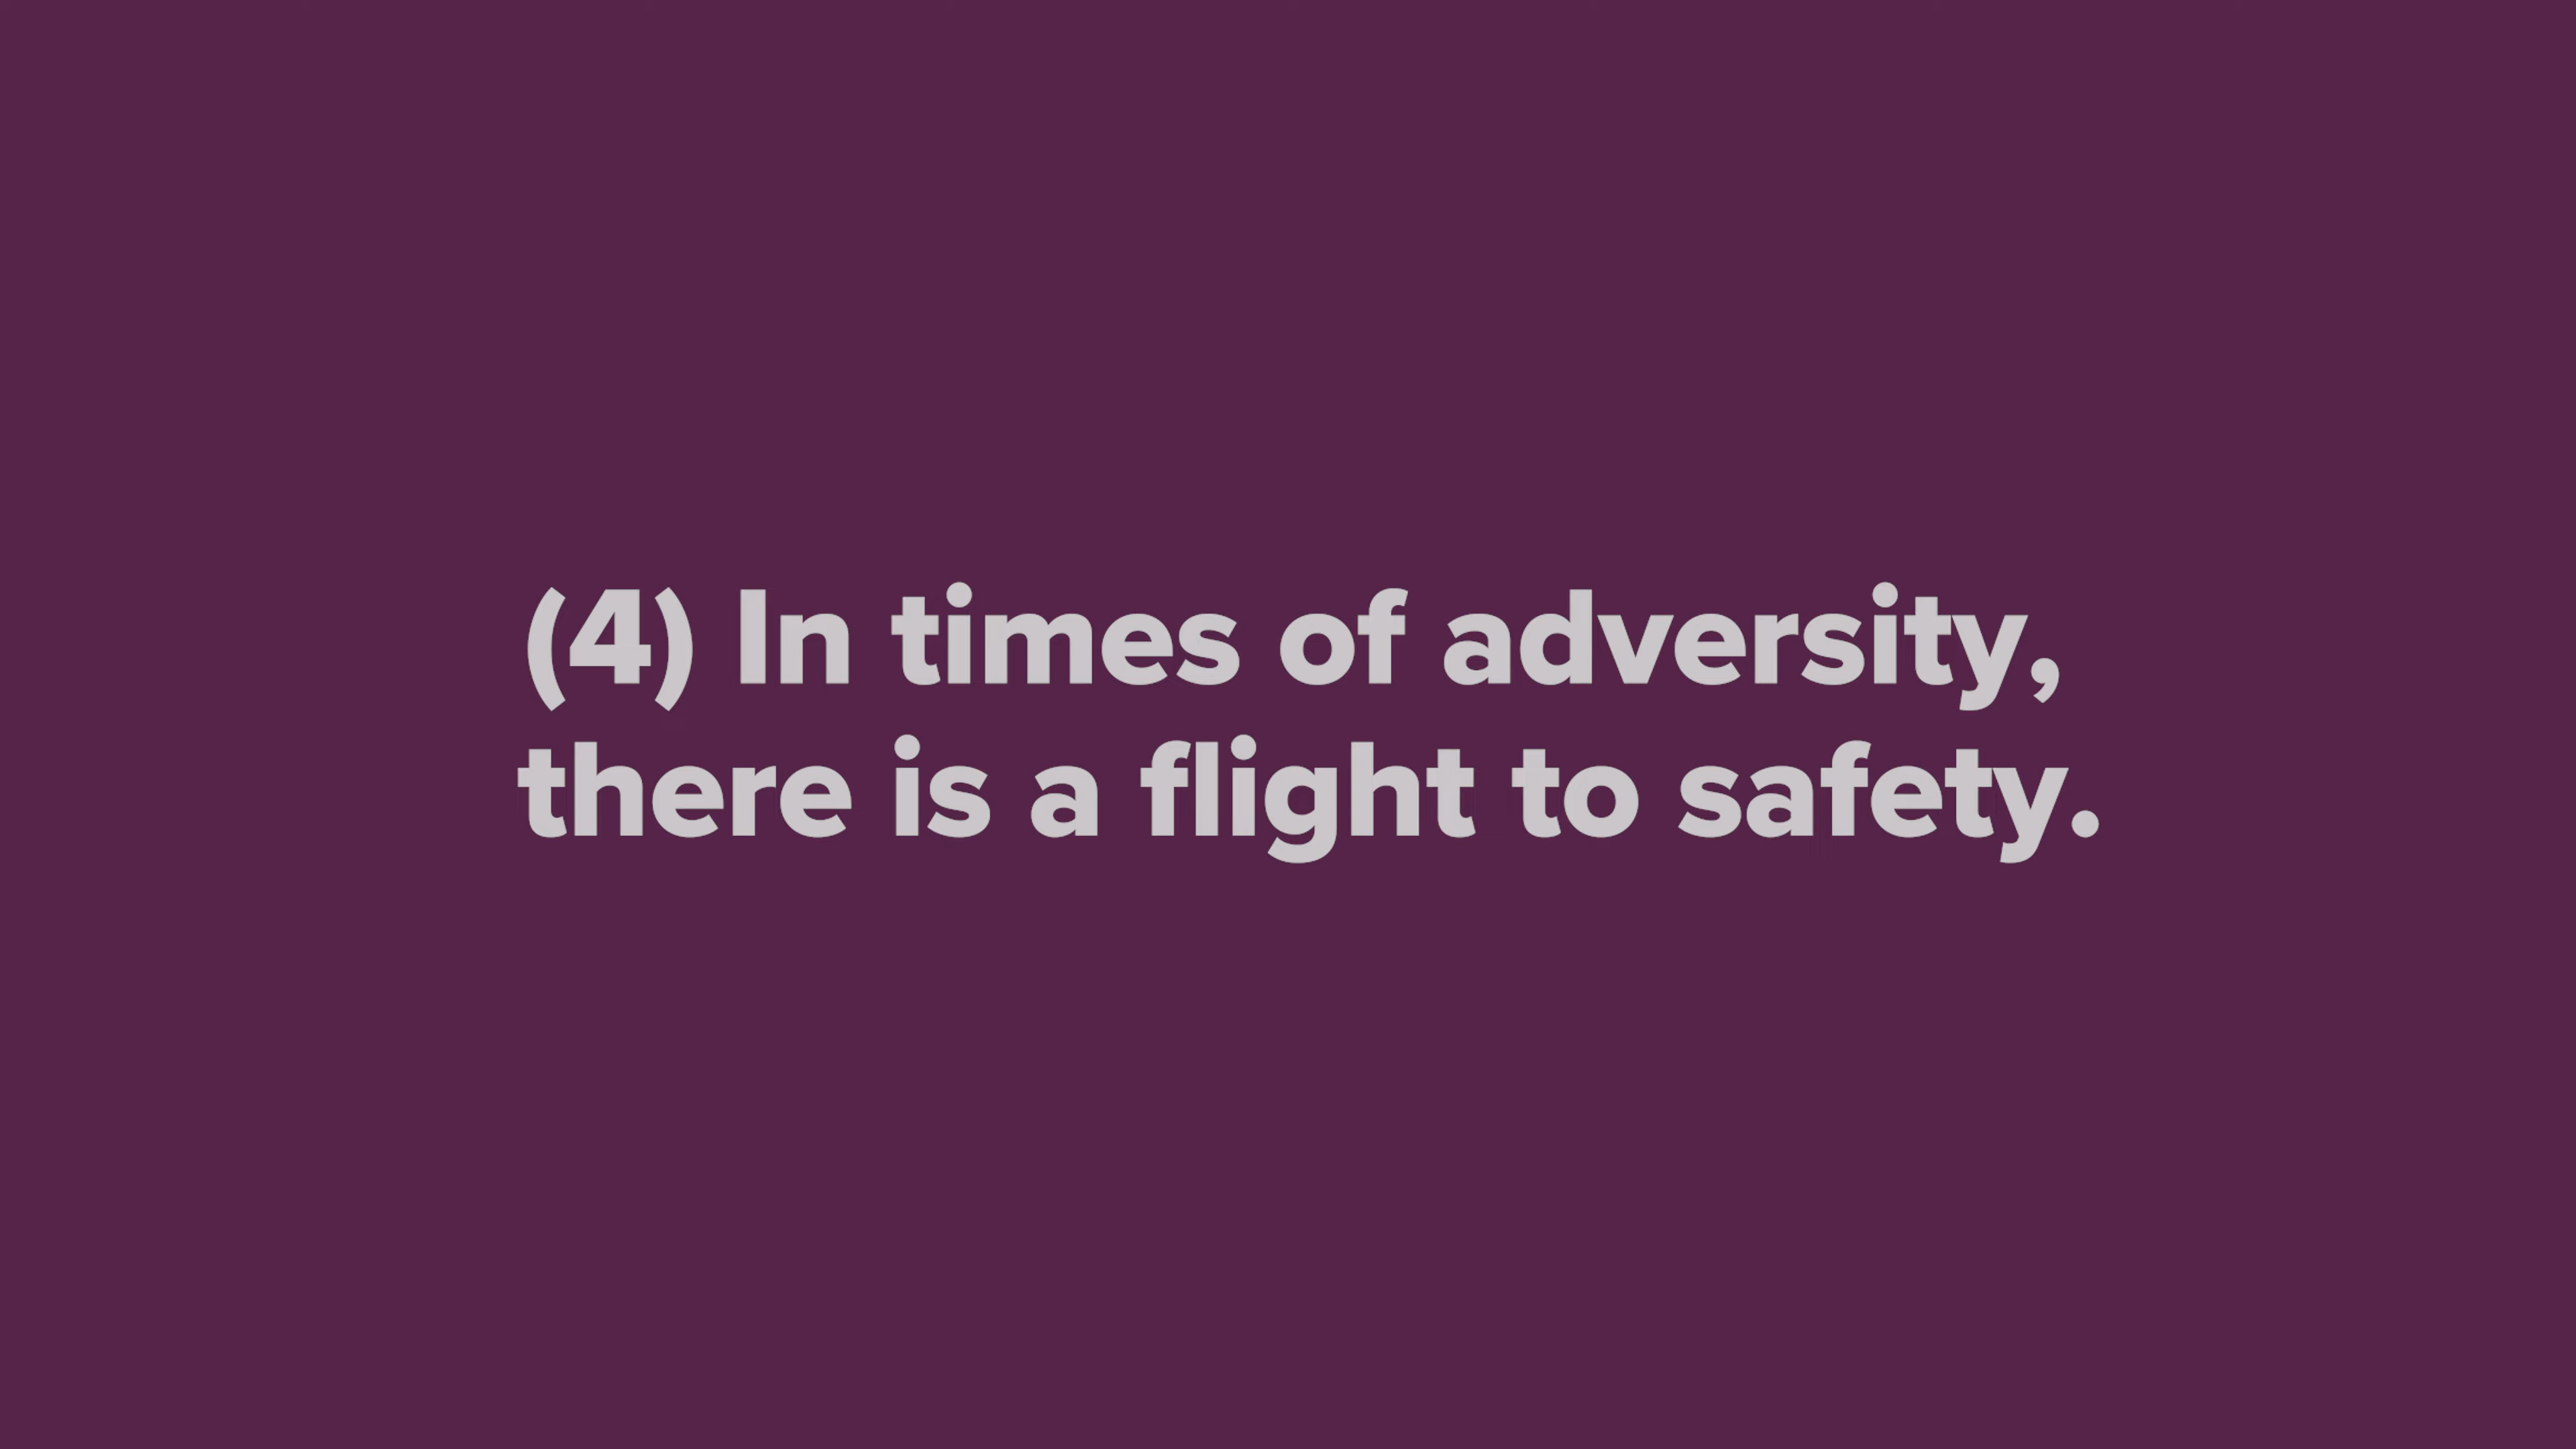 (4) In times of adversity,
there is a flight to safety.